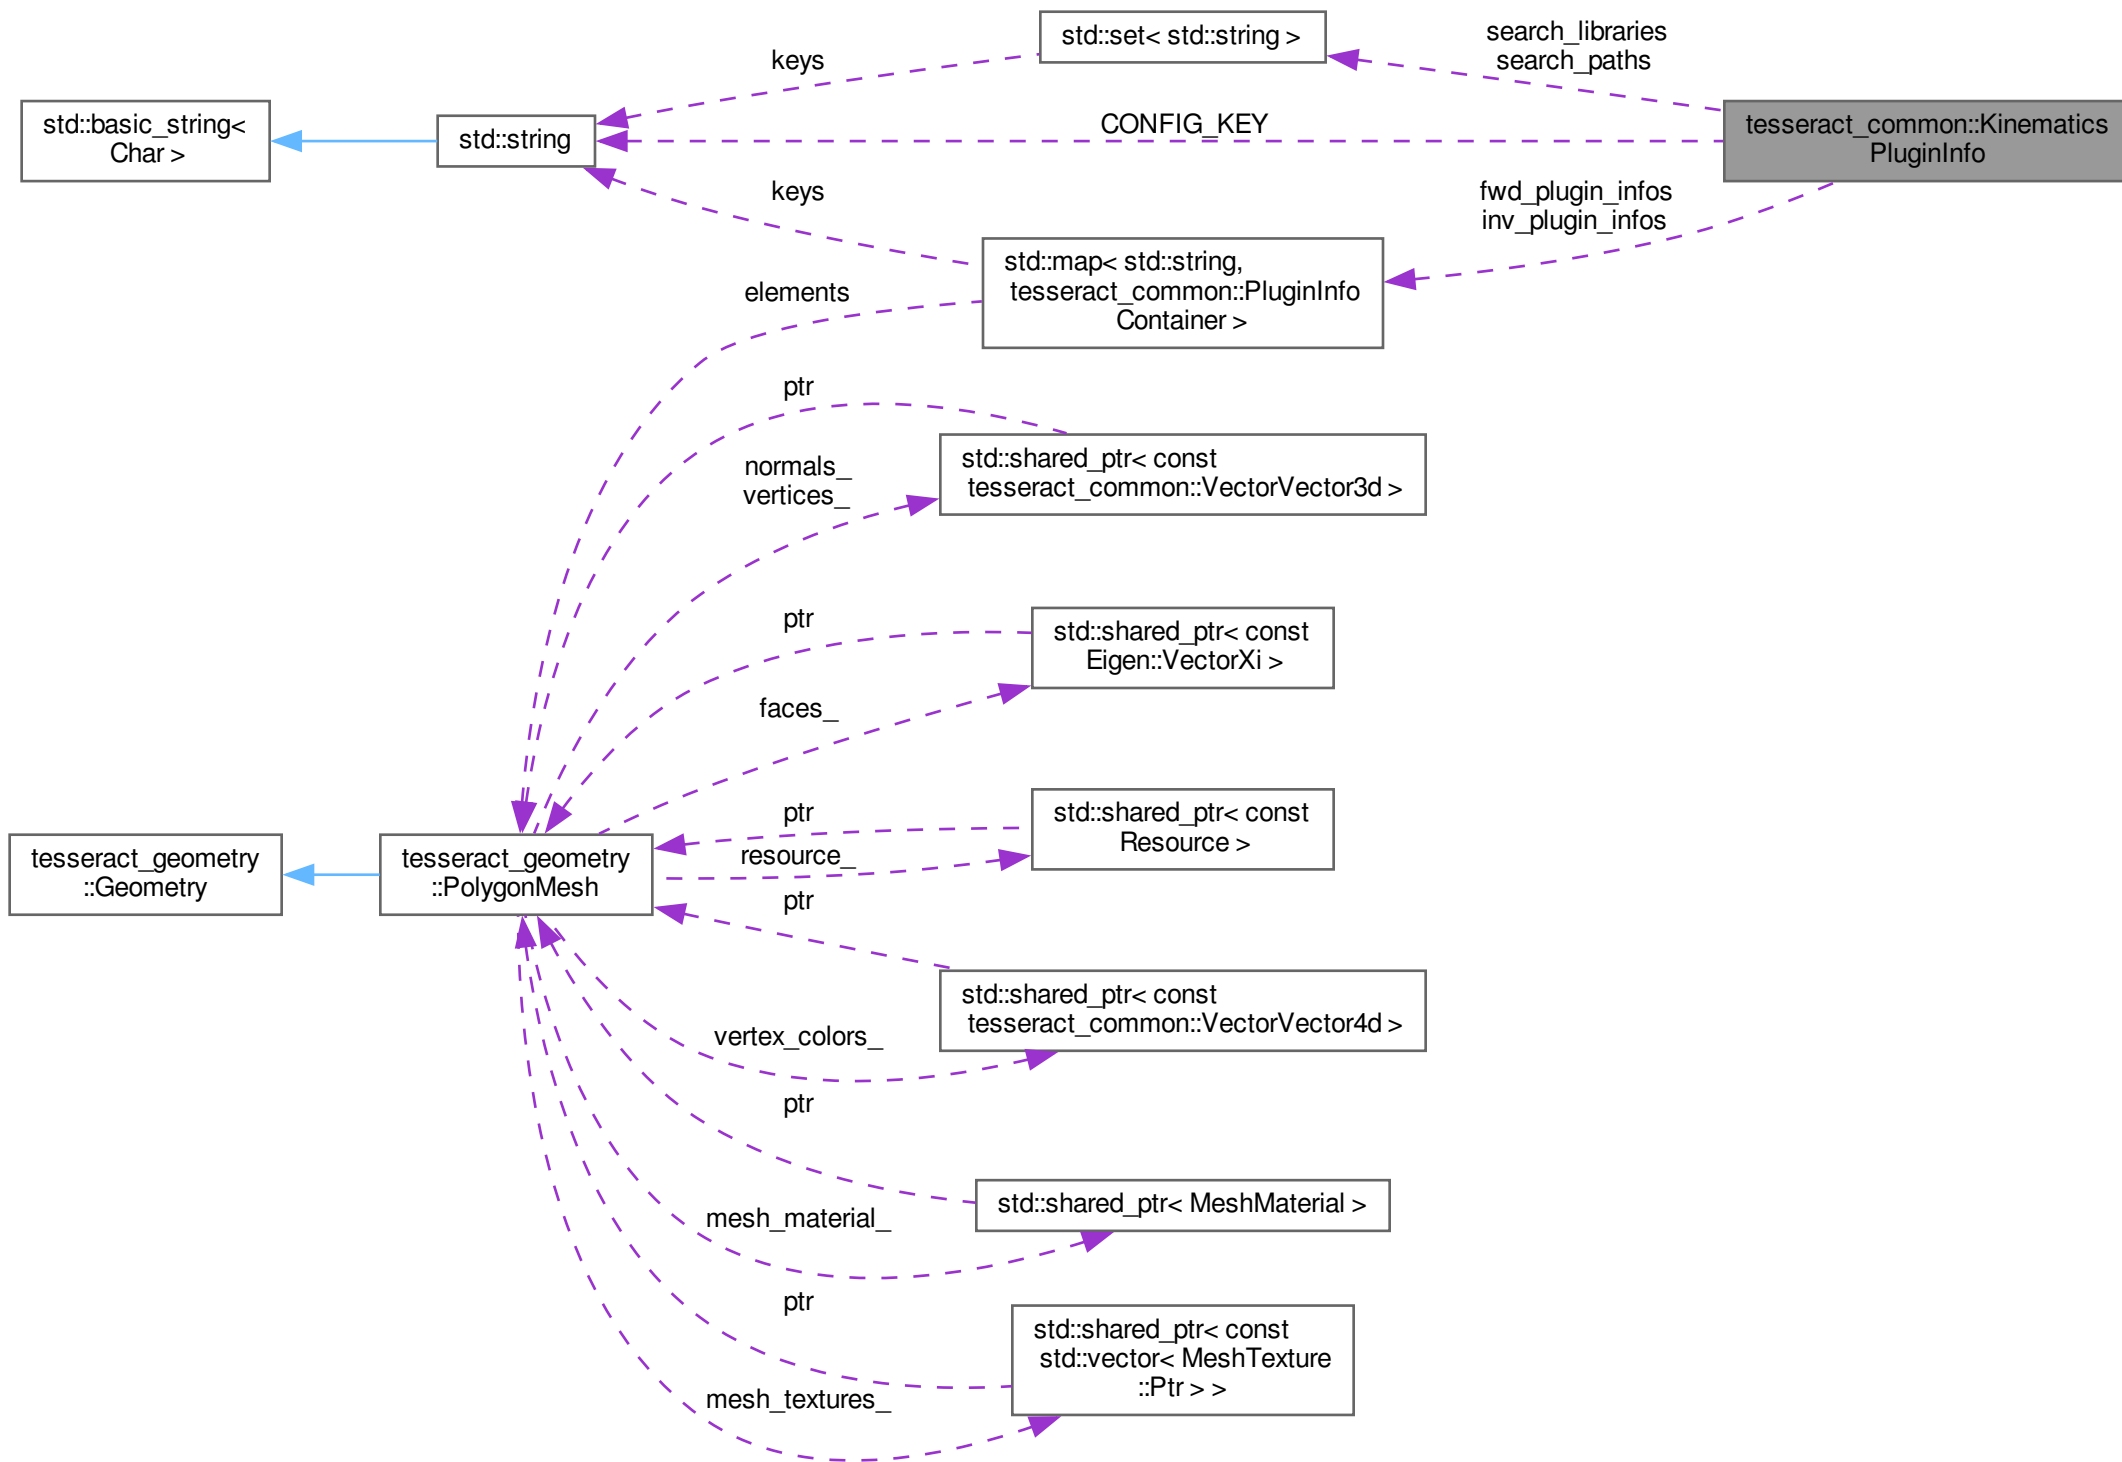 std::set< std::string >
search_libraries
search_paths
keys
std::basic_string<
Char >
std::string
CONFIG_KEY
tesseract_common::Kinematics
PluginInfo
keys
fwd_plugin_infos
inv_plugin_infos
std::map< std::string,
tesseract_common::PluginInfo
Container >
elements
ptr
std::shared_ptr< const
tesseract_common::VectorVector3d >
normals_
vertices_
ptr
std::shared_ptr< const
Eigen::VectorXi >
faces_
ptr
std::shared_ptr< const
Resource >
resource_
tesseract_geometry
::Geometry
tesseract_geometry
::PolygonMesh
ptr
std::shared_ptr< const
tesseract_common::VectorVector4d >
vertex_colors_
ptr
std::shared_ptr< MeshMaterial >
mesh_material_
ptr
std::shared_ptr< const
std::vector< MeshTexture
::Ptr > >
mesh_textures_